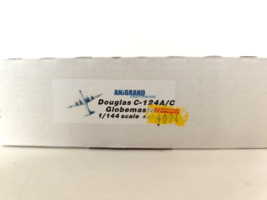 ANIGRAND
Douglas C-124A/C
Globemas
1/144 scale